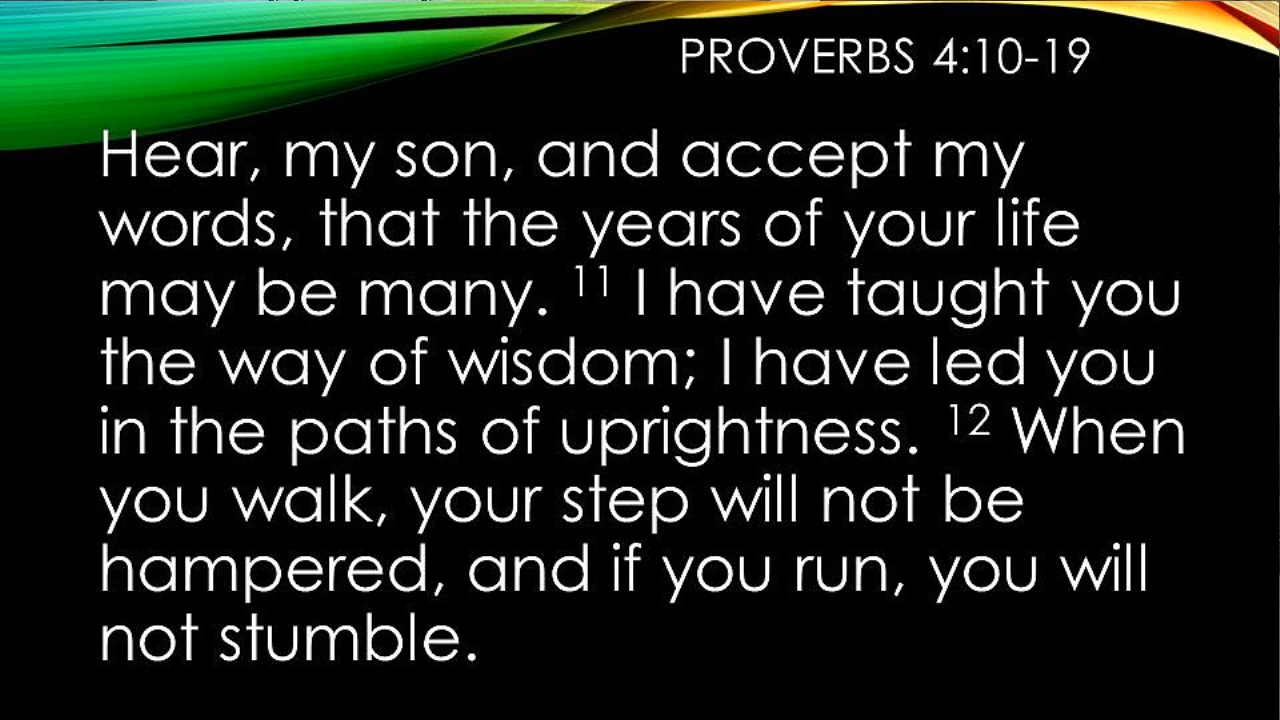 PROVERBS 4:10-19
Hear, my son, and accept my
words, that the years of your life
may be many. 11 I have taught you
the way of wisdom; I have led you
in the paths of uprightness. 12 When
you walk, your step will not be
hampered, and if you run, you will
not stumble.